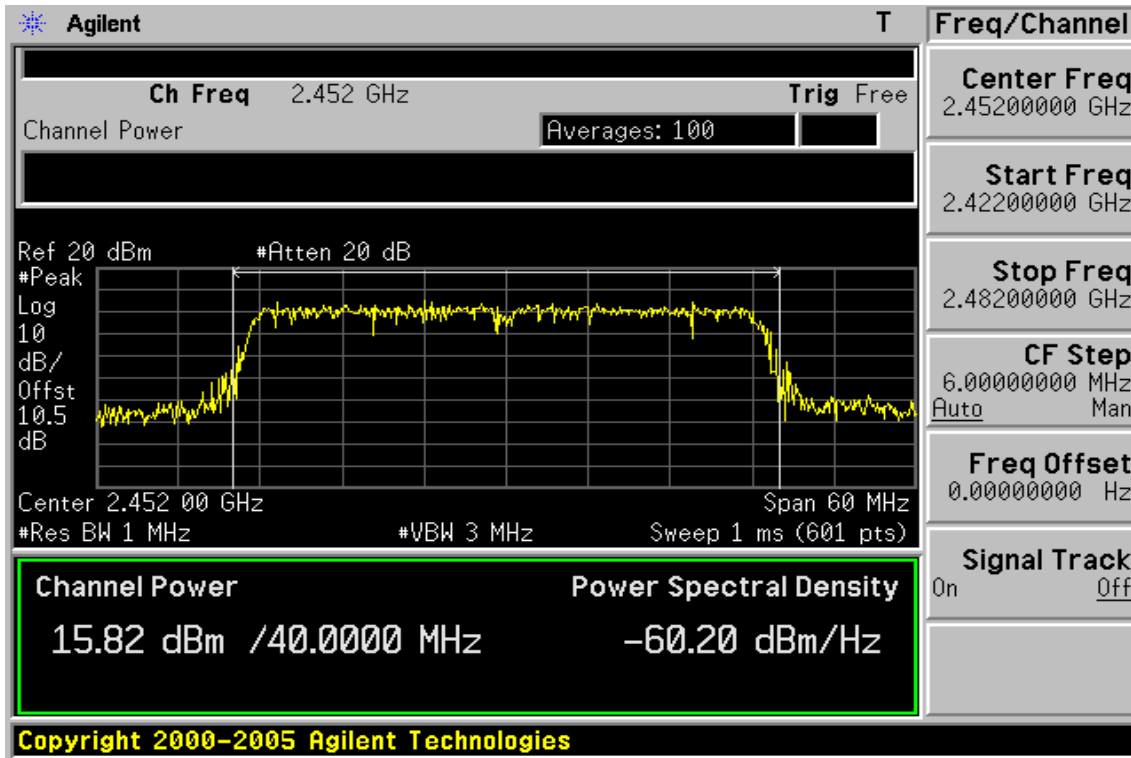 Agilent T
Freq/Channel
Ch Freq 2.452 GHz Trig Free
Channel Power Averages: 100
Ref 20 dBm #Atten 20 dB
#Peak
Log
10
dB/
Offst
10.5
dB
Center 2.452 00 GHz Span 60 MHz
#Res BW 1 MHz #VBW 3 MHz Sweep 1 ms (601 pts)
Channel Power Power Spectral Density
15.82 dBm /40.0000 MHz -60.20 dBm/Hz
Center Freq
2.45200000 GHz
Start Freq
2.42200000 GHz
Stop Freq
2.48200000 GHz
CF Step
6.00000000 MHz
Auto Man
Freq Offset
0.00000000 Hz
Signal Track
On Off
Copyright 2000-2005 Agilent Technologies